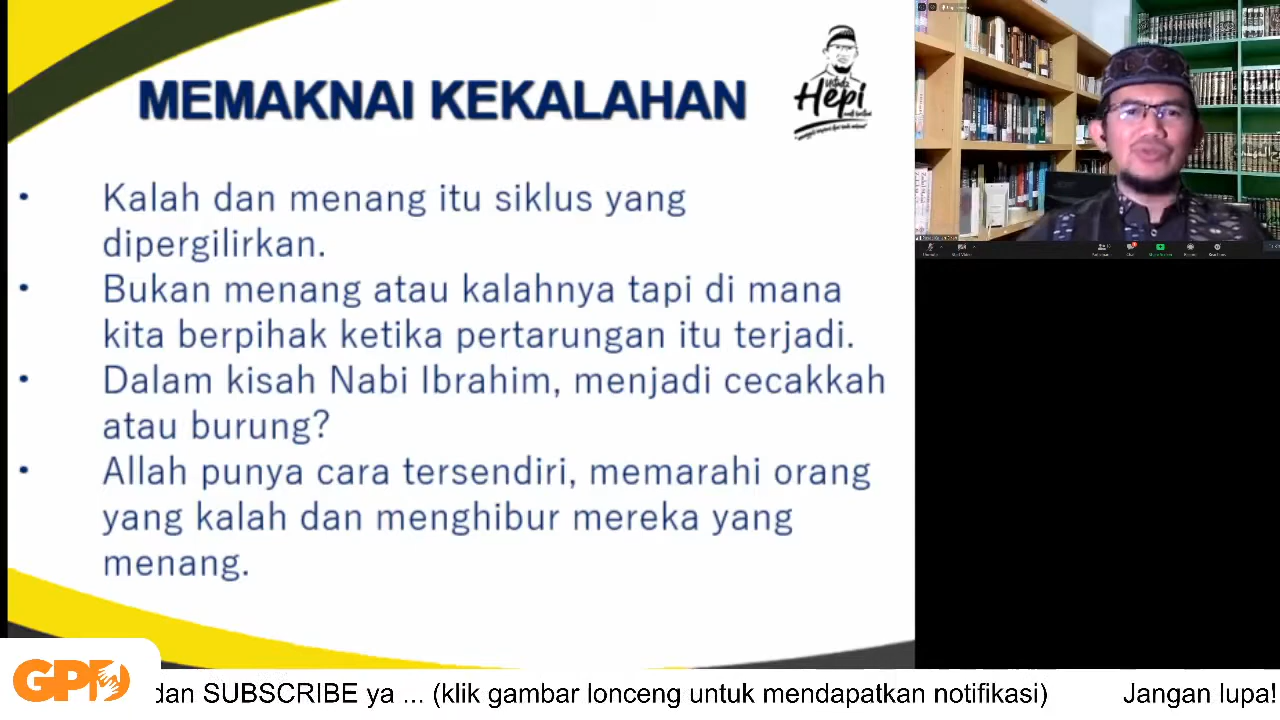 MEMAKNAI KEKALAHAN
Ustadz
Hepi
• Kalah dan menang itu siklus yang
dipergilirkan.
• Bukan menang atau kalahnya tapi di mana
kita berpihak ketika pertarungan itu terjadi.
• Dalam kisah Nabi Ibrahim, menjadi cecakkah
atau burung?
• Allah punya cara tersendiri, memarahi orang
yang kalah dan menghibur mereka yang
menang.
GPN
dan SUBSCRIBE ya ... (klik gambar lonceng untuk mendapatkan notifikasi) Jangan lupa!